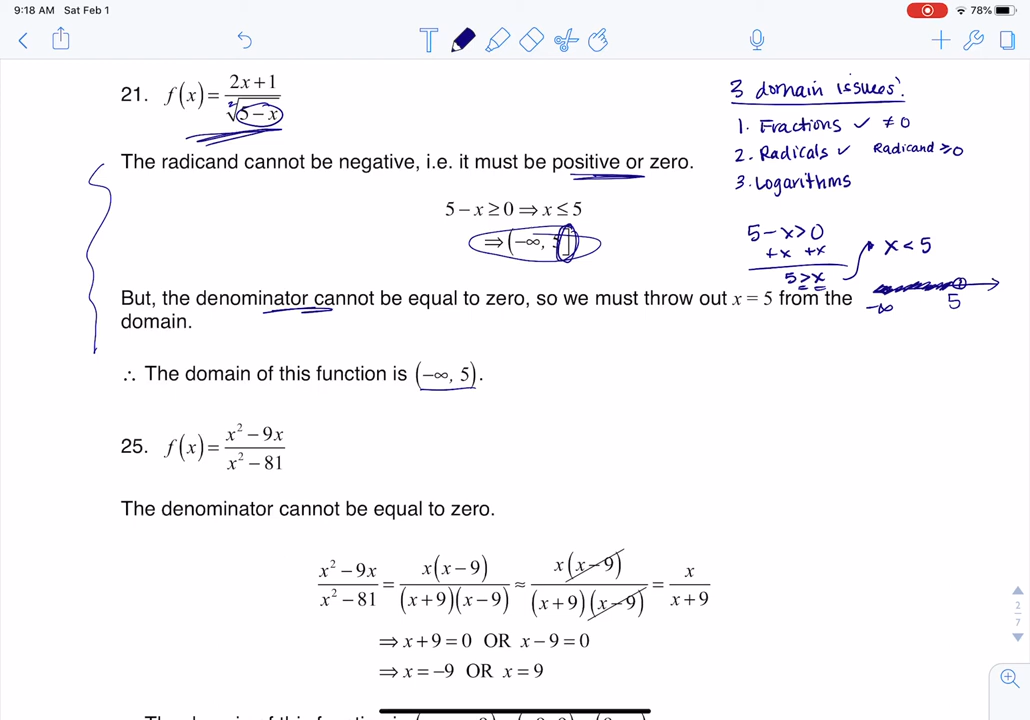 9:18 AM Sat Feb 1
78%
21. f(x) = (2x+1)/²√(5−x)
3 domain issues:
1. Fractions ✓ ≠0
2. Radicals ✓ Radicand ≥0
3. Logarithms
The radicand cannot be negative, i.e. it must be positive or zero.
5−x≥0⇒x≤5
⇒(−∞, 5]
5−x>0
+x +x
5>x
x<5
−∞ 5
But, the denominator cannot be equal to zero, so we must throw out x = 5 from the
domain.
∴ The domain of this function is (−∞, 5).
25. f(x) = (x²−9x)/(x²−81)
The denominator cannot be equal to zero.
(x²−9x)/(x²−81) = x(x−9)/((x+9)(x−9)) ≈ x(x−9)/((x+9)(x−9)) = x/(x+9)
⇒x+9=0 OR x−9=0
⇒x=−9 OR x=9
2
7